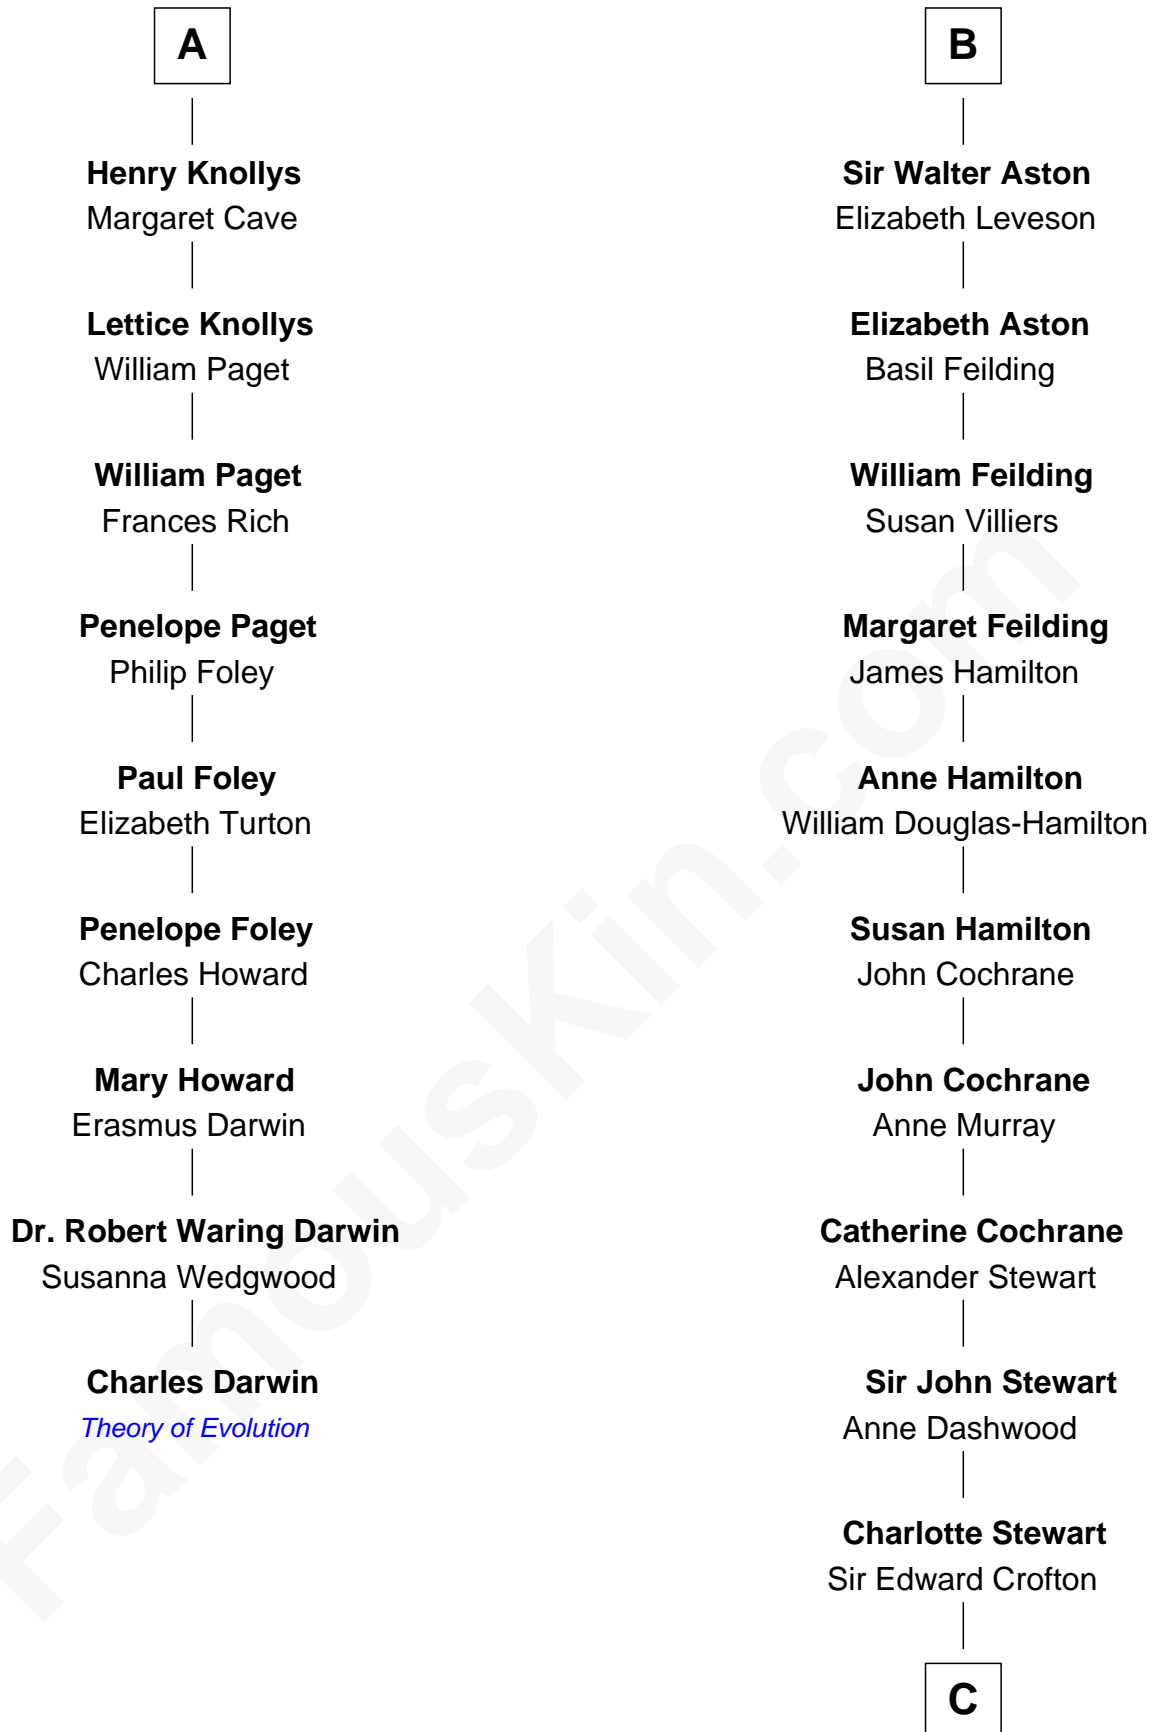 A
Henry Knollys
Margaret Cave
Lettice Knollys
William Paget
William Paget
Frances Rich
Penelope Paget
Philip Foley
Paul Foley
Elizabeth Turton
Penelope Foley
Charles Howard
Mary Howard
Erasmus Darwin
Dr. Robert Waring Darwin
Susanna Wedgwood
Charles Darwin
Theory of Evolution
B
Sir Walter Aston
Elizabeth Leveson
Elizabeth Aston
Basil Feilding
William Feilding
Susan Villiers
Margaret Feilding
James Hamilton
Anne Hamilton
William Douglas-Hamilton
Susan Hamilton
John Cochrane
John Cochrane
Anne Murray
Catherine Cochrane
Alexander Stewart
Sir John Stewart
Anne Dashwood
Charlotte Stewart
Sir Edward Crofton
C
FamousKin.com